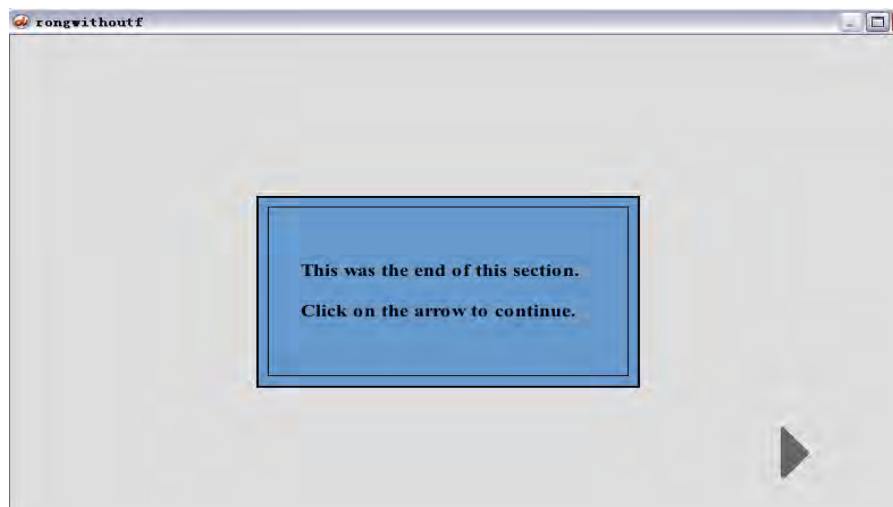 rongwithoutf
This was the end of this section.
Click on the arrow to continue.